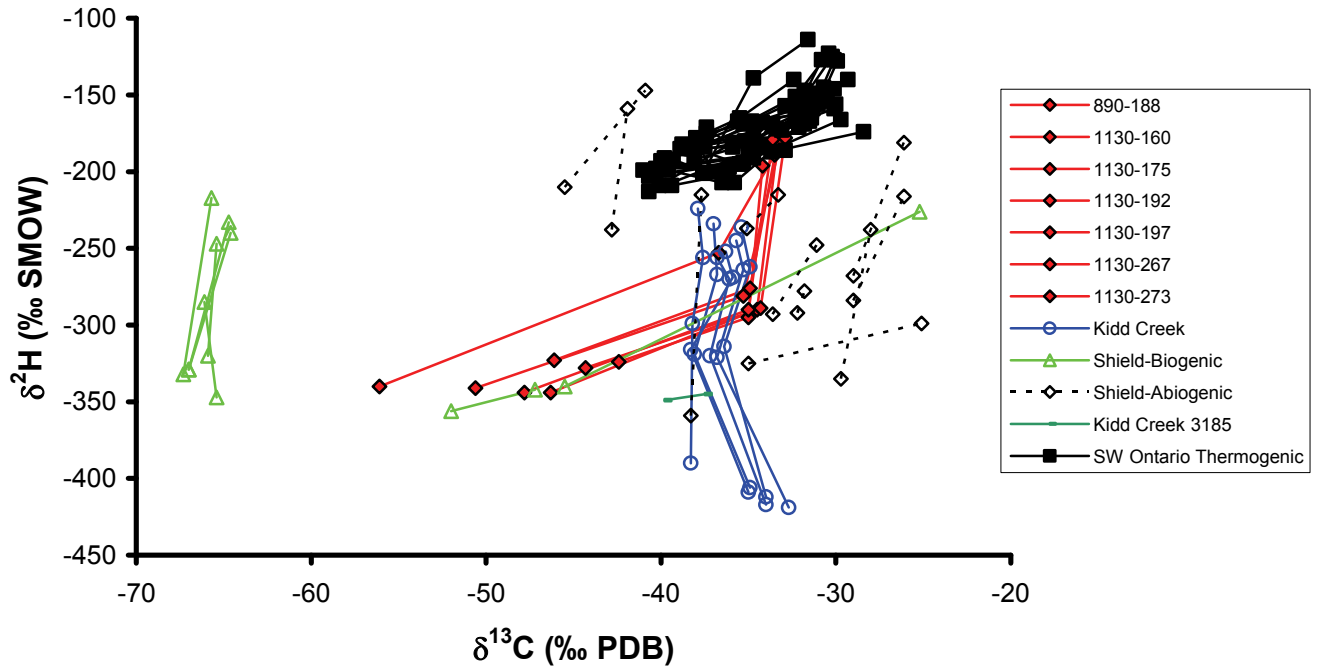 -100
-150
-200
-250
-300
-350
-400
-450
δ²H (‰ SMOW)
-70 -60 -50 -40 -30 -20
δ¹³C (‰ PDB)
890-188
1130-160
1130-175
1130-192
1130-197
1130-267
1130-273
Kidd Creek
Shield-Biogenic
Shield-Abiogenic
Kidd Creek 3185
SW Ontario Thermogenic